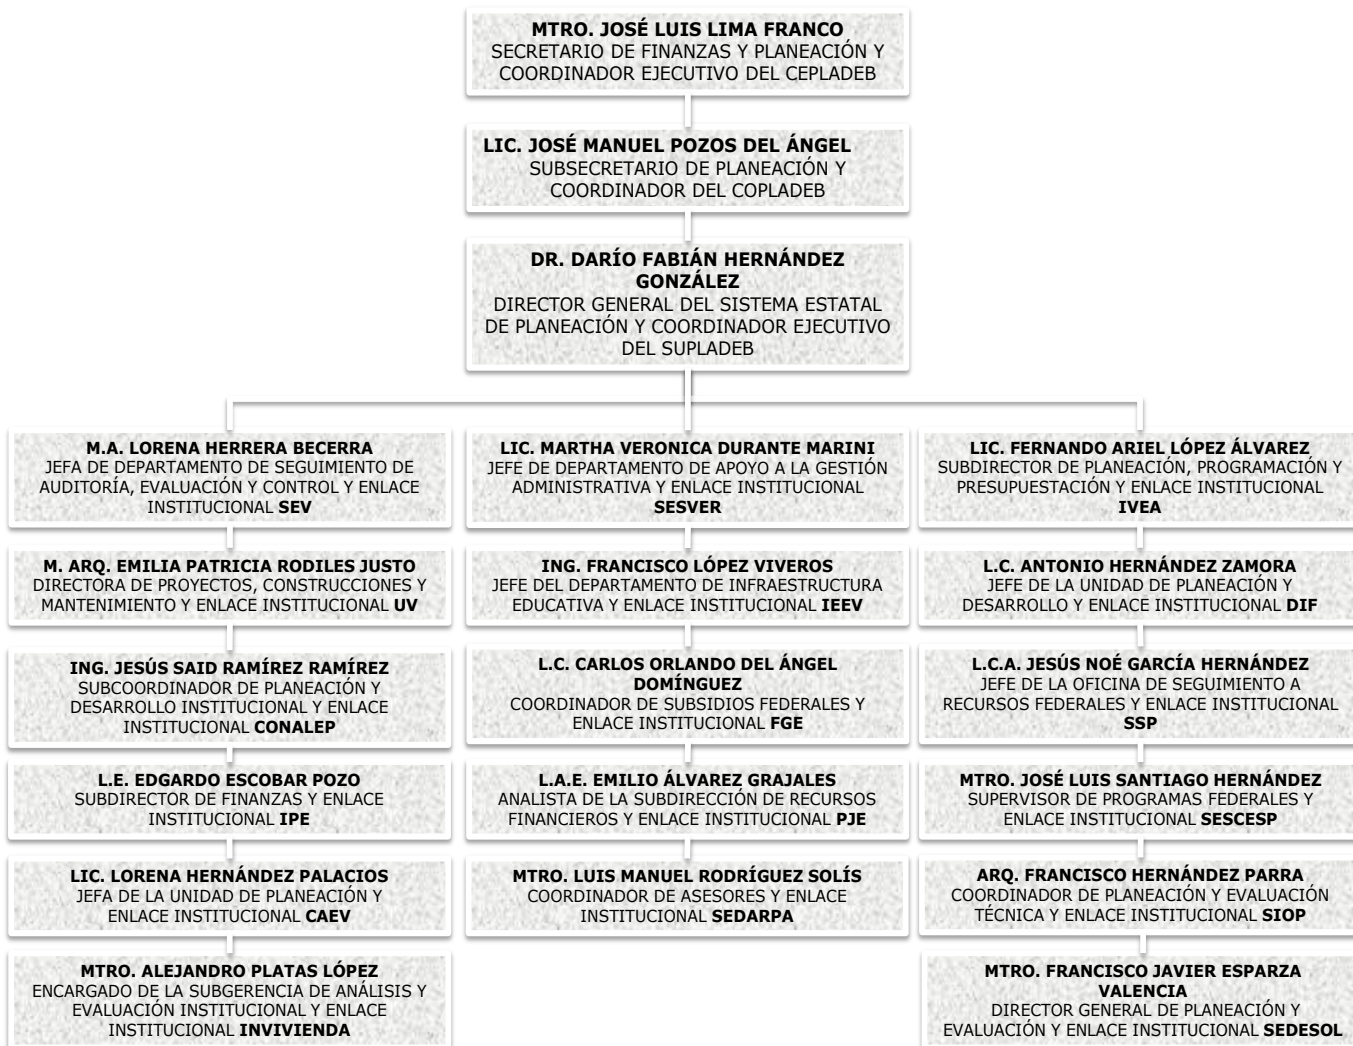 MTRO. JOSÉ LUIS LIMA FRANCO
SECRETARIO DE FINANZAS Y PLANEACIÓN Y
COORDINADOR EJECUTIVO DEL CEPLADEB
LIC. JOSÉ MANUEL POZOS DEL ÁNGEL
SUBSECRETARIO DE PLANEACIÓN Y
COORDINADOR DEL COPLADEB
DR. DARÍO FABIÁN HERNÁNDEZ
GONZÁLEZ
DIRECTOR GENERAL DEL SISTEMA ESTATAL
DE PLANEACIÓN Y COORDINADOR EJECUTIVO
DEL SUPLADEB
M.A. LORENA HERRERA BECERRA
JEFA DE DEPARTAMENTO DE SEGUIMIENTO DE
AUDITORÍA, EVALUACIÓN Y CONTROL Y ENLACE
INSTITUCIONAL SEV
LIC. MARTHA VERONICA DURANTE MARINI
JEFE DE DEPARTAMENTO DE APOYO A LA GESTIÓN
ADMINISTRATIVA Y ENLACE INSTITUCIONAL
SESVER
LIC. FERNANDO ARIEL LÓPEZ ÁLVAREZ
SUBDIRECTOR DE PLANEACIÓN, PROGRAMACIÓN Y
PRESUPUESTACIÓN Y ENLACE INSTITUCIONAL
IVEA
M. ARQ. EMILIA PATRICIA RODILES JUSTO
DIRECTORA DE PROYECTOS, CONSTRUCCIONES Y
MANTENIMIENTO Y ENLACE INSTITUCIONAL UV
ING. FRANCISCO LÓPEZ VIVEROS
JEFE DEL DEPARTAMENTO DE INFRAESTRUCTURA
EDUCATIVA Y ENLACE INSTITUCIONAL IEEV
L.C. ANTONIO HERNÁNDEZ ZAMORA
JEFE DE LA UNIDAD DE PLANEACIÓN Y
DESARROLLO Y ENLACE INSTITUCIONAL DIF
ING. JESÚS SAID RAMÍREZ RAMÍREZ
SUBCOORDINADOR DE PLANEACIÓN Y
DESARROLLO INSTITUCIONAL Y ENLACE
INSTITUCIONAL CONALEP
L.C. CARLOS ORLANDO DEL ÁNGEL
DOMÍNGUEZ
COORDINADOR DE SUBSIDIOS FEDERALES Y
ENLACE INSTITUCIONAL FGE
L.C.A. JESÚS NOÉ GARCÍA HERNÁNDEZ
JEFE DE LA OFICINA DE SEGUIMIENTO A
RECURSOS FEDERALES Y ENLACE INSTITUCIONAL
SSP
L.E. EDGARDO ESCOBAR POZO
SUBDIRECTOR DE FINANZAS Y ENLACE
INSTITUCIONAL IPE
L.A.E. EMILIO ÁLVAREZ GRAJALES
ANALISTA DE LA SUBDIRECCIÓN DE RECURSOS
FINANCIEROS Y ENLACE INSTITUCIONAL PJE
MTRO. JOSÉ LUIS SANTIAGO HERNÁNDEZ
SUPERVISOR DE PROGRAMAS FEDERALES Y
ENLACE INSTITUCIONAL SESCESP
LIC. LORENA HERNÁNDEZ PALACIOS
JEFA DE LA UNIDAD DE PLANEACIÓN Y
ENLACE INSTITUCIONAL CAEV
MTRO. LUIS MANUEL RODRÍGUEZ SOLÍS
COORDINADOR DE ASESORES Y ENLACE
INSTITUCIONAL SEDARPA
ARQ. FRANCISCO HERNÁNDEZ PARRA
COORDINADOR DE PLANEACIÓN Y EVALUACIÓN
TÉCNICA Y ENLACE INSTITUCIONAL SIOP
MTRO. ALEJANDRO PLATAS LÓPEZ
ENCARGADO DE LA SUBGERENCIA DE ANÁLISIS Y
EVALUACIÓN INSTITUCIONAL Y ENLACE
INSTITUCIONAL INVIVIENDA
MTRO. FRANCISCO JAVIER ESPARZA
VALENCIA
DIRECTOR GENERAL DE PLANEACIÓN Y
EVALUACIÓN Y ENLACE INSTITUCIONAL SEDESOL